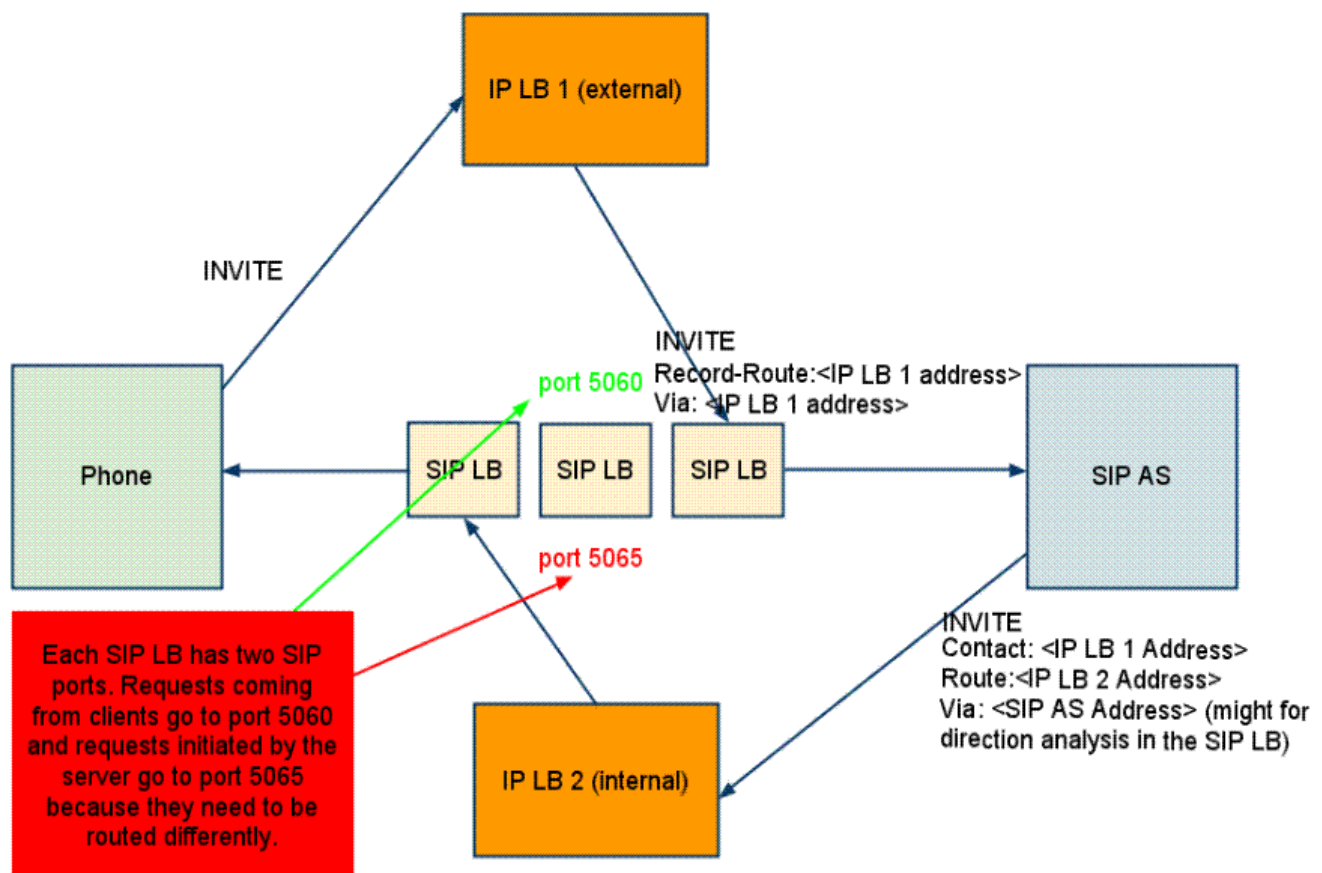 IP LB 1 (external)
INVITE
INVITE
Record-Route:<IP LB 1 address>
Via: <IP LB 1 address>
port 5060
Phone
SIP LB
SIP LB
SIP LB
SIP AS
port 5065
INVITE
Contact: <IP LB 1 Address>
Route:<IP LB 2 Address>
Via: <SIP AS Address> (might for
direction analysis in the SIP LB)
Each SIP LB has two SIP
ports. Requests coming
from clients go to port 5060
and requests initiated by the
server go to port 5065
because they need to be
routed differently.
IP LB 2 (internal)